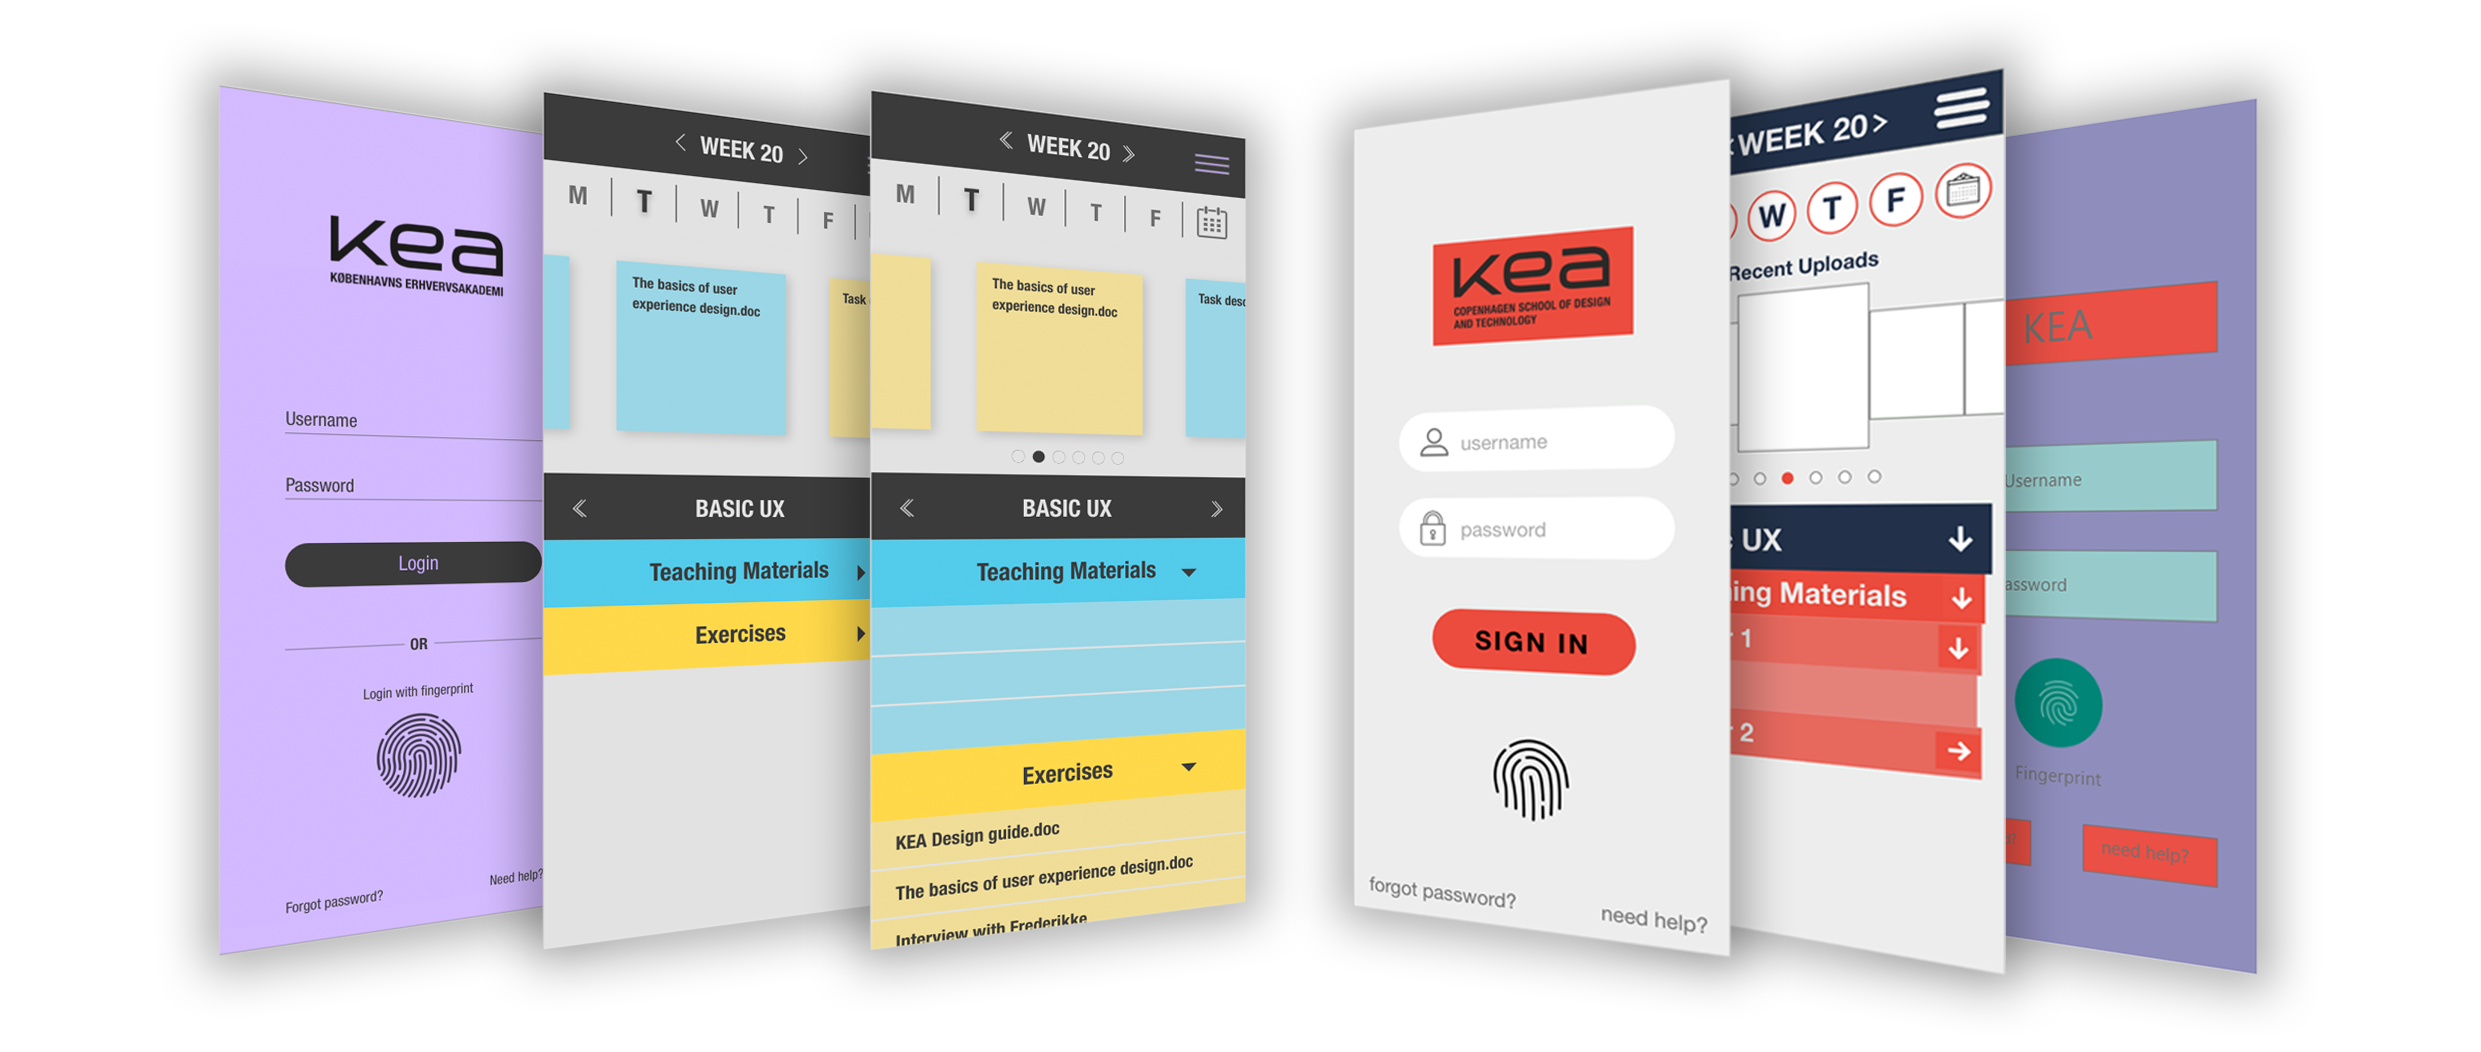 kea
KØBENHAVNS ERHVERVSAKADEMI
Username
Password
Login
OR
Login with fingerprint
Forgot password?
Need help?
< WEEK 20 >
M T W T F
The basics of user
experience design.doc
Task
BASIC UX
Teaching Materials
Exercises
WEEK 20
M T W T F
The basics of user
experience design.doc
Task desc
BASIC UX
Teaching Materials
Exercises
KEA Design guide.doc
The basics of user experience design.doc
Interview with Frederikke
kea
COPENHAGEN SCHOOL OF DESIGN
AND TECHNOLOGY
username
password
SIGN IN
forgot password?
need help?
<WEEK 20>
W T F
Recent Uploads
UX
ing Materials
1
2
KEA
Username
assword
Fingerprint
need help?